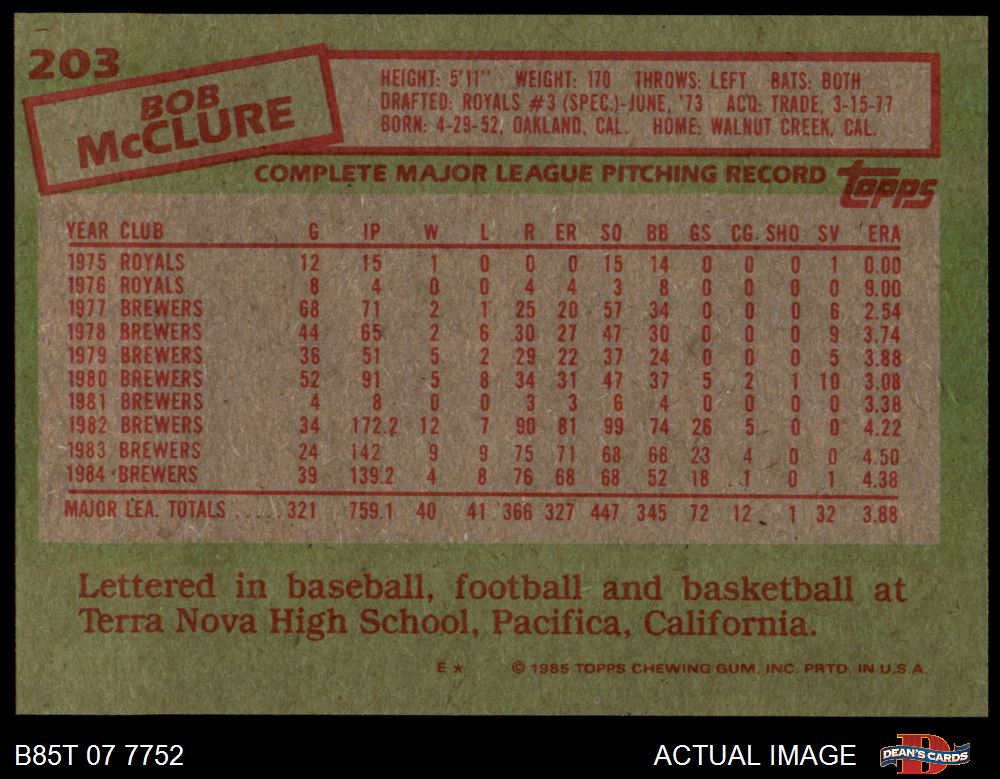 203
BOB
McCLURE
HEIGHT: 5'11" WEIGHT: 170 THROWS: LEFT BATS: BOTH
DRAFTED: ROYALS #3 (SPEC.)-JUNE, '73 ACQ: TRADE, 3-15-77
BORN: 4-29-52, OAKLAND, CAL. HOME: WALNUT CREEK, CAL.
COMPLETE MAJOR LEAGUE PITCHING RECORD topps
YEAR CLUB G IP W L R ER SO BB GS CG. SHO SV ERA
1975 ROYALS 12 15 1 0 0 0 15 14 0 0 0 1 0.00
1976 ROYALS 8 4 0 0 4 4 3 8 0 0 0 0 9.00
1977 BREWERS 68 71 2 1 25 20 57 34 0 0 0 6 2.54
1978 BREWERS 44 65 2 6 30 27 47 30 0 0 0 9 3.74
1979 BREWERS 36 51 5 2 29 22 37 24 0 0 0 5 3.88
1980 BREWERS 52 91 5 8 34 31 47 37 5 2 1 10 3.08
1981 BREWERS 4 8 0 0 3 3 6 4 0 0 0 0 3.38
1982 BREWERS 34 172.2 12 7 90 81 99 74 26 5 0 0 4.22
1983 BREWERS 24 142 9 9 75 71 68 68 23 4 0 0 4.50
1984 BREWERS 39 139.2 4 8 76 68 68 52 18 1 0 1 4.38
MAJOR LEA. TOTALS ..... 321 759.1 40 41 366 327 447 345 72 12 1 32 3.88
Lettered in baseball, football and basketball at
Terra Nova High School, Pacifica, California.
E * © 1985 TOPPS CHEWING GUM, INC. PRTD. IN U.S.A.
B85T 07 7752 ACTUAL IMAGE DEAN'S CARDS